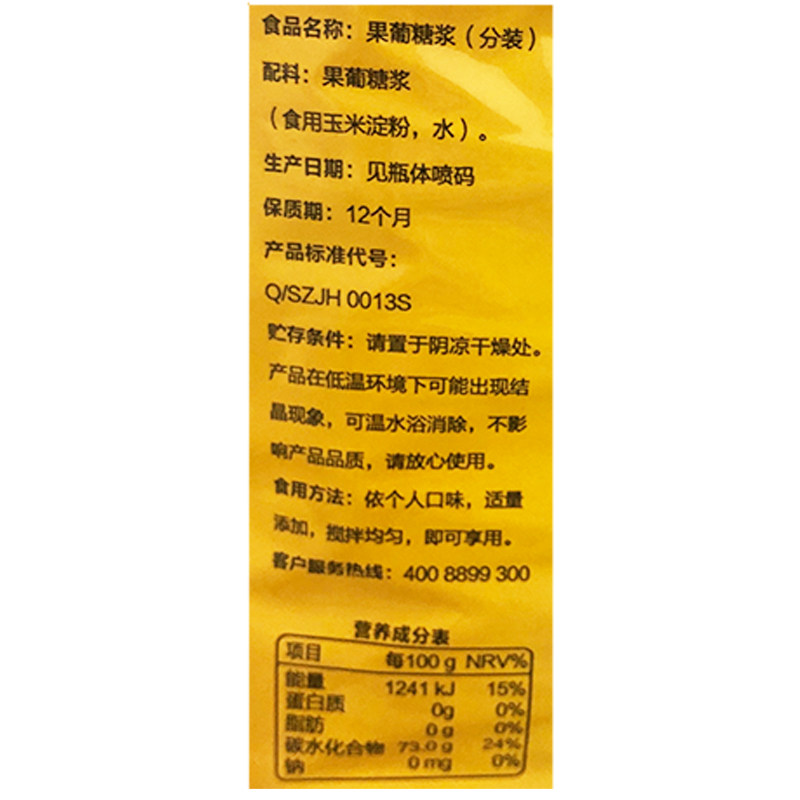 食品名称：果葡糖浆（分装）
配料：果葡糖浆
（食用玉米淀粉，水）。
生产日期：见瓶体喷码
保质期：12个月
产品标准代号：
Q/SZJH 0013S
贮存条件：请置于阴凉干燥处。
产品在低温环境下可能出现结
晶现象，可温水浴消除，不影
响产品品质，请放心使用。
食用方法：依个人口味，适量
添加，搅拌均匀，即可享用。
客户服务热线：400 8899 300
营养成分表
项目 每100 g NRV%
能量 1241 kJ 15%
蛋白质 0g 0%
脂肪 0 g 0%
碳水化合物 73.0 g 24%
钠 0 mg 0%